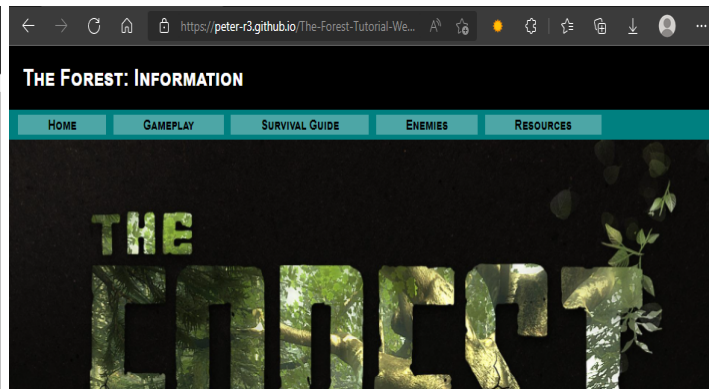 https://peter-r3.github.io/The-Forest-Tutorial-We...
THE FOREST: INFORMATION
HOME GAMEPLAY SURVIVAL GUIDE ENEMIES RESOURCES
THE
FOREST